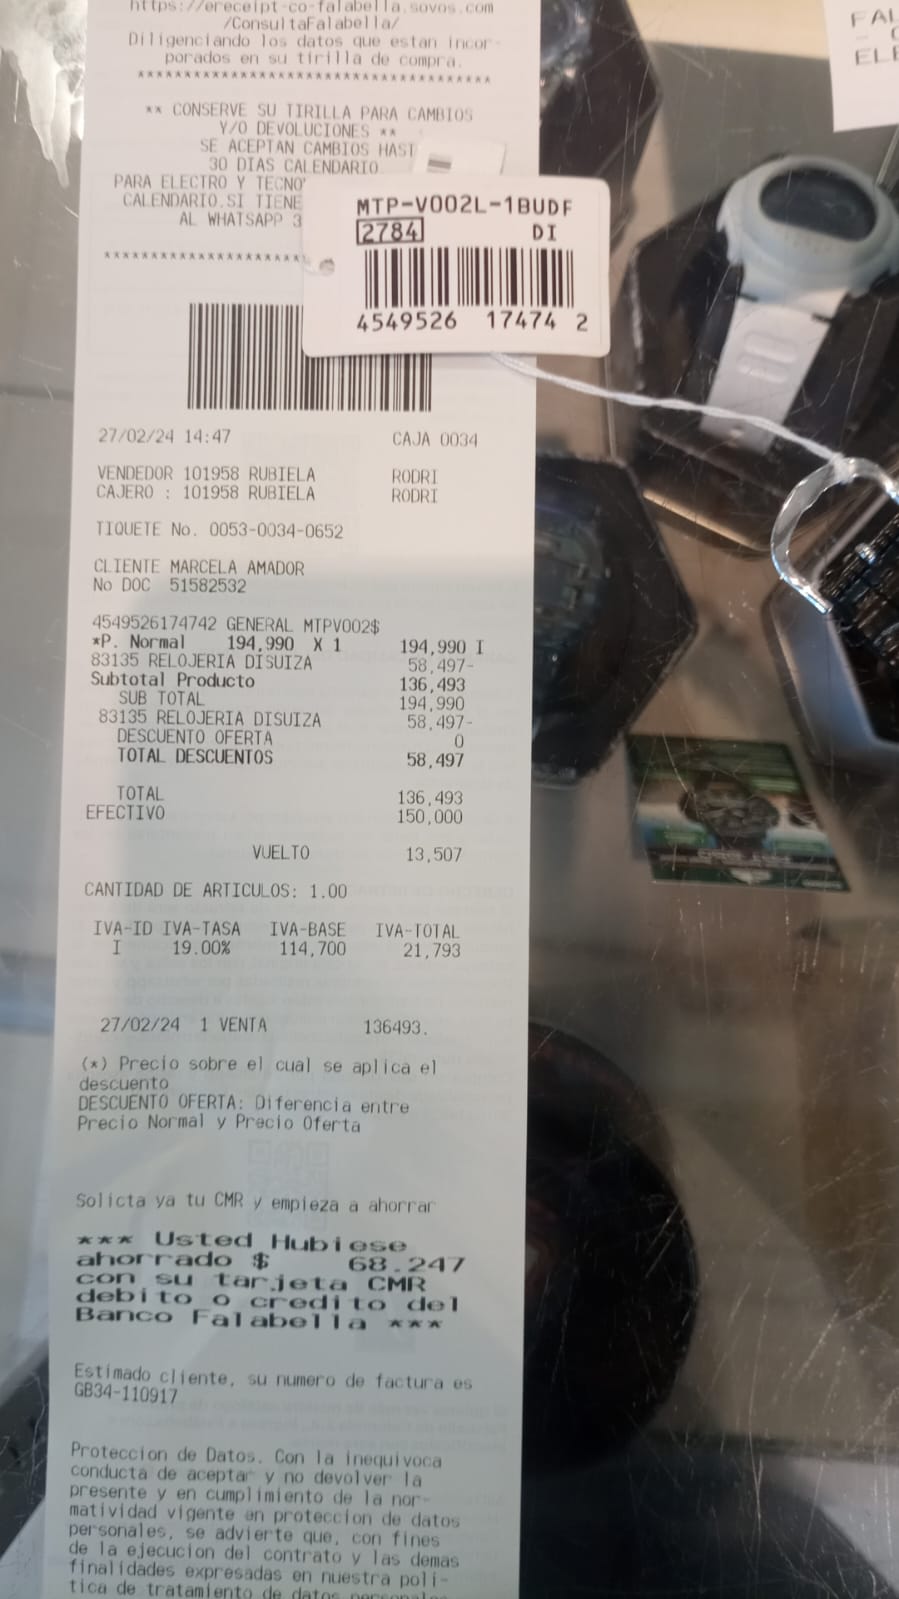 https://ereceipt-co-falabella.sovos.com
/ConsultaFalabella/
Diligenciando los datos que estan incor-
porados en su tirilla de compra.
*************************************
** CONSERVE SU TIRILLA PARA CAMBIOS
Y/O DEVOLUCIONES **
SE ACEPTAN CAMBIOS HAST
30 DIAS CALENDARIO
PARA ELECTRO Y TECNO
CALENDARIO.SI TIENE
AL WHATSAPP 3
*********************
MTP-V002L-1BUDF
2784 DI
4549526 17474 2
27/02/24 14:47 CAJA 0034
VENDEDOR 101958 RUBIELA RODRI
CAJERO : 101958 RUBIELA RODRI
TIQUETE No. 0053-0034-0652
CLIENTE MARCELA AMADOR
No DOC 51582532
4549526174742 GENERAL MTPV002$
*P. Normal 194,990 X 1 194,990 I
83135 RELOJERIA DISUIZA 58,497-
Subtotal Producto 136,493
SUB TOTAL 194,990
83135 RELOJERIA DISUIZA 58,497-
DESCUENTO OFERTA 0
TOTAL DESCUENTOS 58,497
TOTAL 136,493
EFECTIVO 150,000
VUELTO 13,507
CANTIDAD DE ARTICULOS: 1.00
IVA-ID IVA-TASA IVA-BASE IVA-TOTAL
I 19.00% 114,700 21,793
27/02/24 1 VENTA 136493.
(*) Precio sobre el cual se aplica el
descuento
DESCUENTO OFERTA: Diferencia entre
Precio Normal y Precio Oferta
Solicta ya tu CMR y empieza a ahorrar
*** Usted Hubiese
ahorrado $ 68.247
con su tarjeta CMR
debito o credito del
Banco Falabella ***
Estimado cliente, su numero de factura es
GB34-110917
Proteccion de Datos. Con la inequivoca
conducta de aceptar y no devolver la
presente y en cumplimiento de la nor-
matividad vigente en proteccion de datos
personales, se advierte que, con fines
de la ejecucion del contrato y las demas
finalidades expresadas en nuestra poli-
tica de tratamiento de datos
FAL
ELE